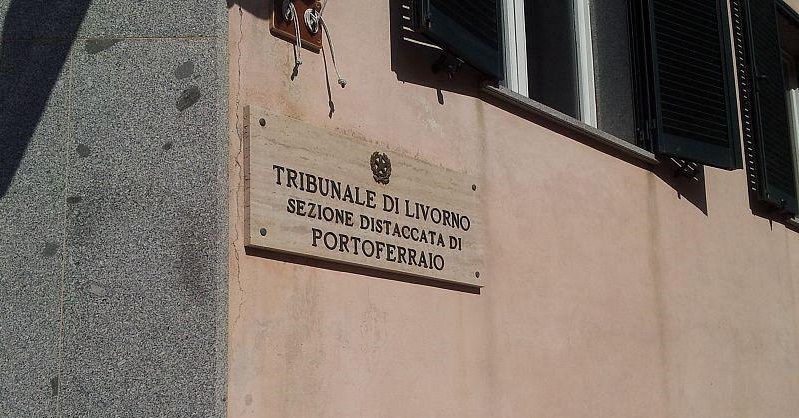 TRIBUNALE DI LIVORNO
SEZIONE DISTACCATA DI
PORTOFERRAIO